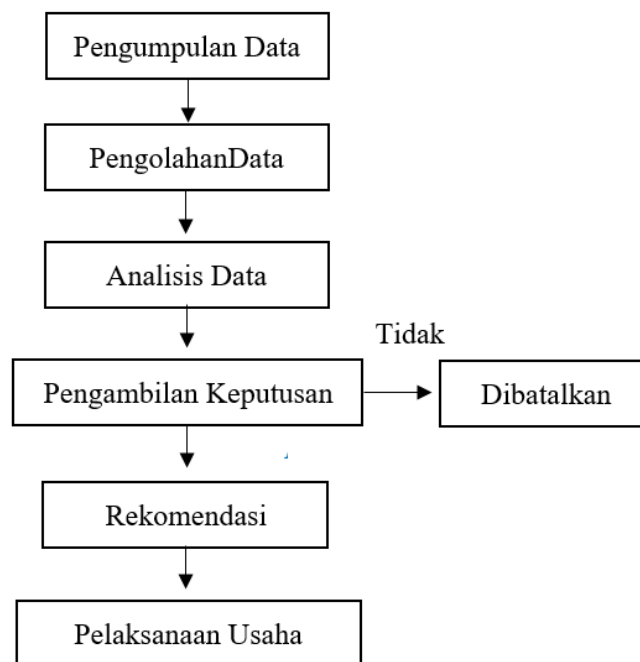 Pengumpulan Data
PengolahanData
Analisis Data
Tidak
Pengambilan Keputusan
Dibatalkan
Rekomendasi
Pelaksanaan Usaha